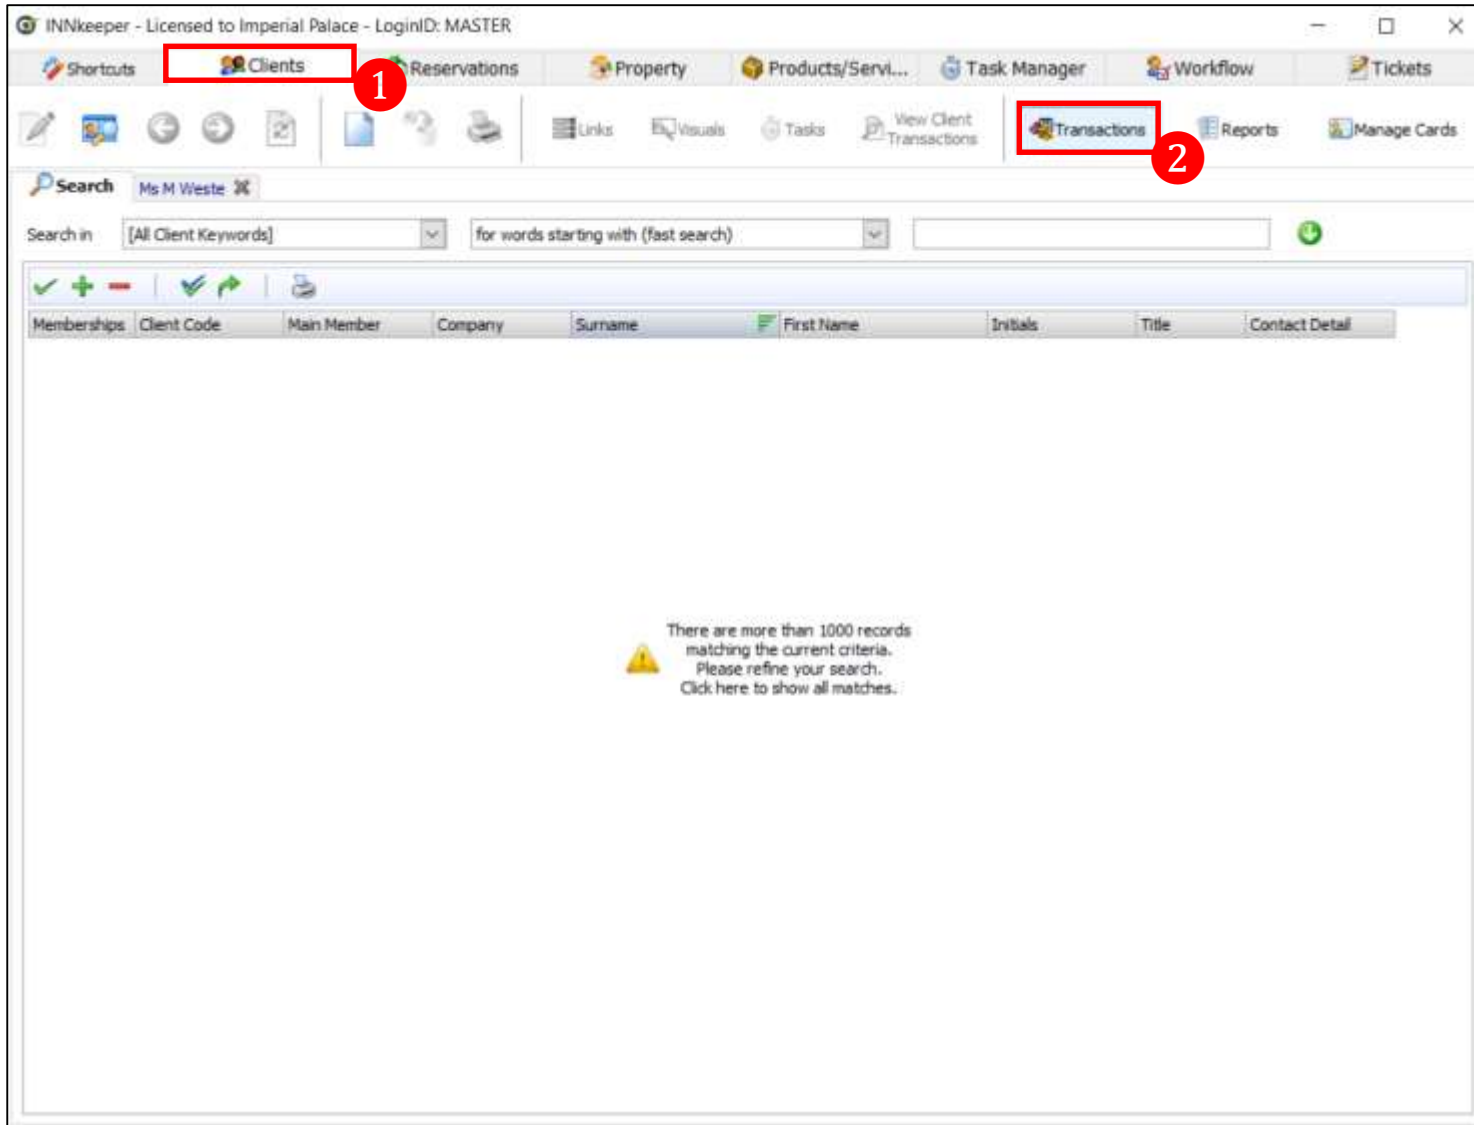 INNkeeper - Licensed to Imperial Palace - LoginID: MASTER
Shortcuts Clients Reservations Property Products/Servi... Task Manager Workflow Tickets
1
Links Visuals Tasks View Client Transactions Transactions Reports Manage Cards
2
Search Ms M Weste
Search in [All Client Keywords] for words starting with (fast search)
Memberships Client Code Main Member Company Surname First Name Initials Title Contact Detail
There are more than 1000 records
matching the current criteria.
Please refine your search.
Click here to show all matches.